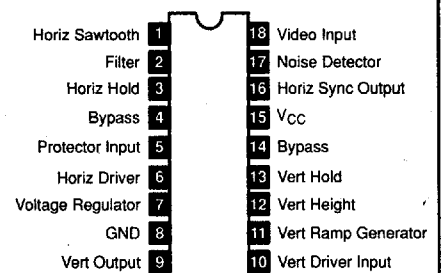 Horiz Sawtooth 1 18 Video Input
Filter 2 17 Noise Detector
Horiz Hold 3 16 Horiz Sync Output
Bypass 4 15 VCC
Protector Input 5 14 Bypass
Horiz Driver 6 13 Vert Hold
Voltage Regulator 7 12 Vert Height
GND 8 11 Vert Ramp Generator
Vert Output 9 10 Vert Driver Input